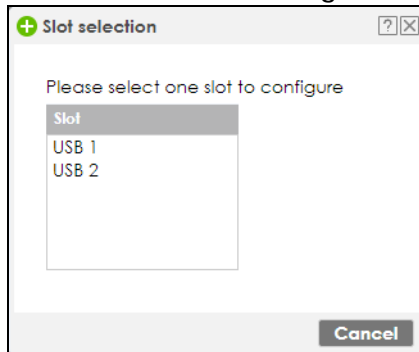 Slot selection
Please select one slot to configure
Slot
USB 1
USB 2
Cancel